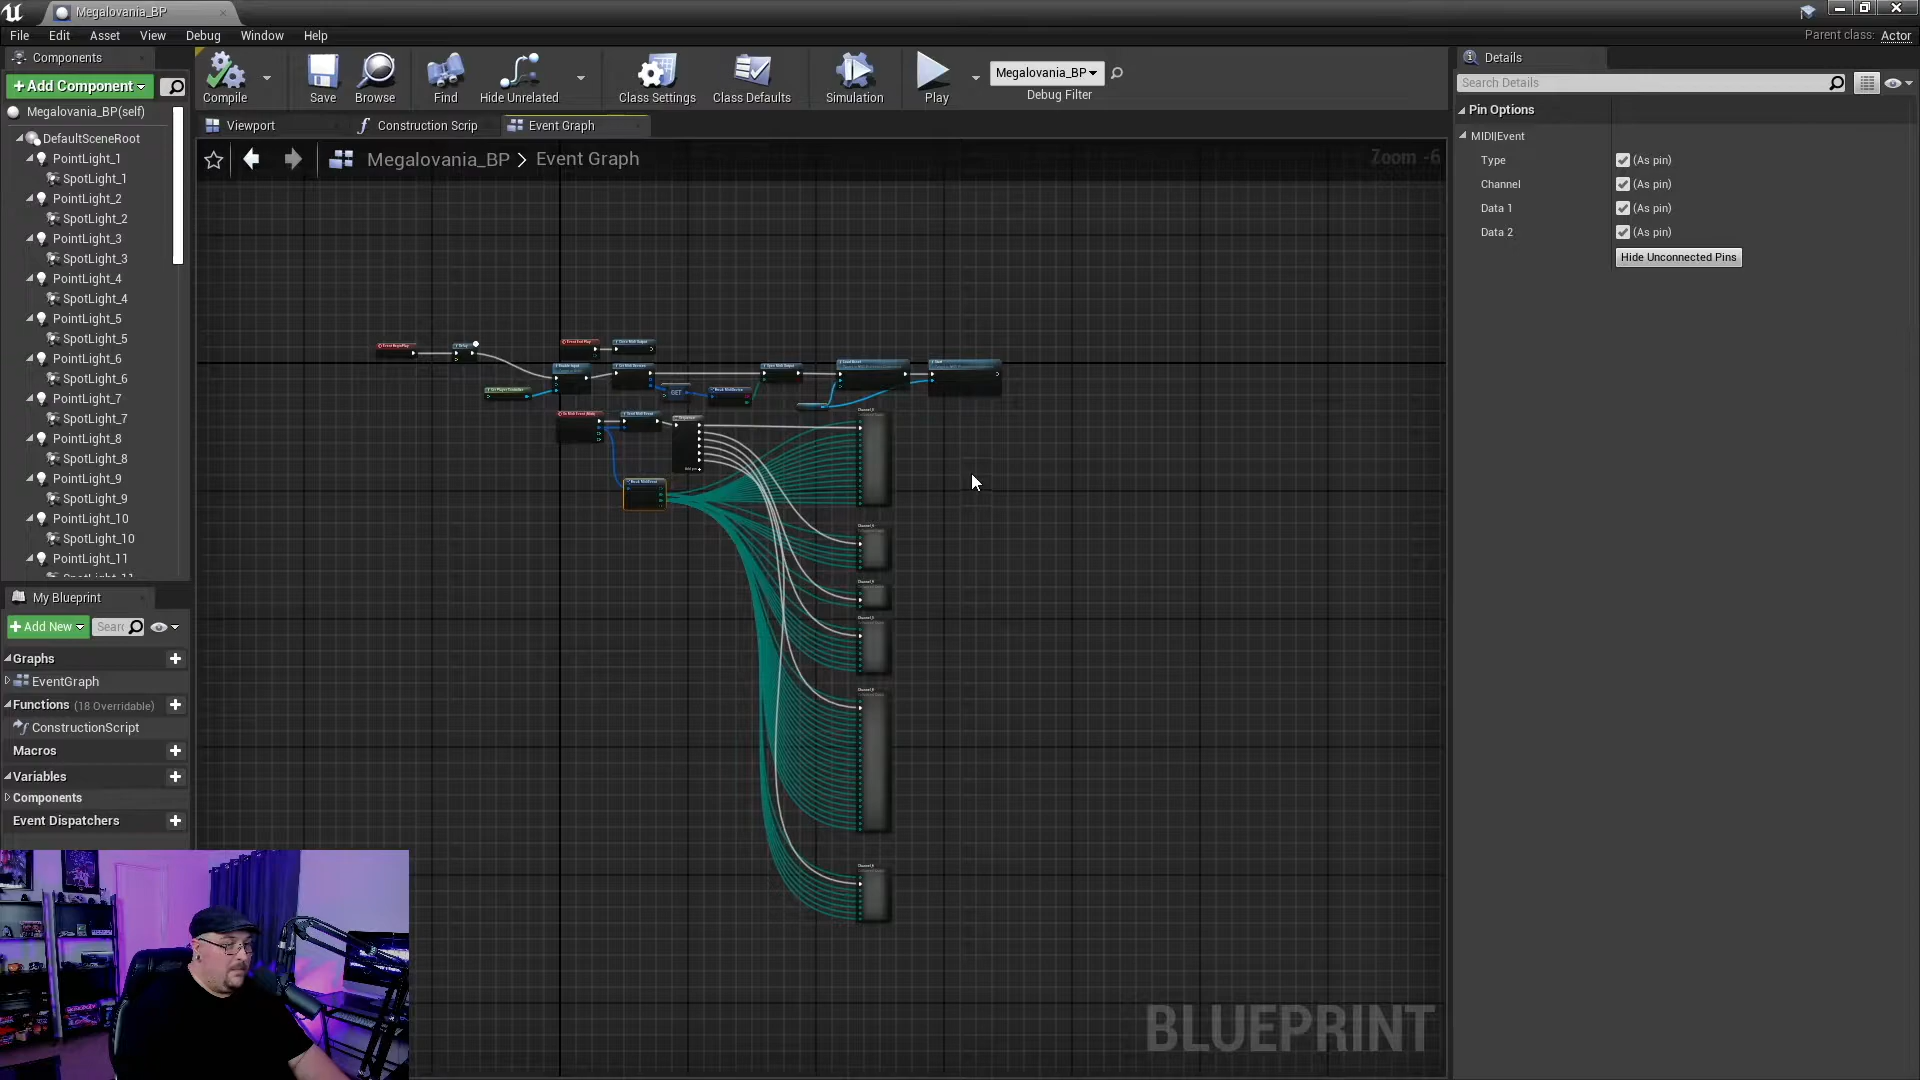 Megalovania_BP
File Edit Asset View Debug Window Help
Parent class: Actor
Components
Add Component
Megalovania_BP(self)
DefaultSceneRoot
PointLight_1
SpotLight_1
PointLight_2
SpotLight_2
PointLight_3
SpotLight_3
PointLight_4
SpotLight_4
PointLight_5
SpotLight_5
PointLight_6
SpotLight_6
PointLight_7
SpotLight_7
PointLight_8
SpotLight_8
PointLight_9
SpotLight_9
PointLight_10
SpotLight_10
PointLight_11
SpotLight_11
Compile Save Browse Find Hide Unrelated Class Settings Class Defaults Simulation Play
Megalovania_BP
Debug Filter
Viewport Construction Scrip Event Graph
Megalovania_BP > Event Graph
Zoom -6
GET
BLUEPRINT
My Blueprint
Add New Searc
Graphs
EventGraph
Functions (18 Overridable)
ConstructionScript
Macros
Variables
Components
Event Dispatchers
Details
Search Details
Pin Options
MIDI|Event
Type (As pin)
Channel (As pin)
Data 1 (As pin)
Data 2 (As pin)
Hide Unconnected Pins